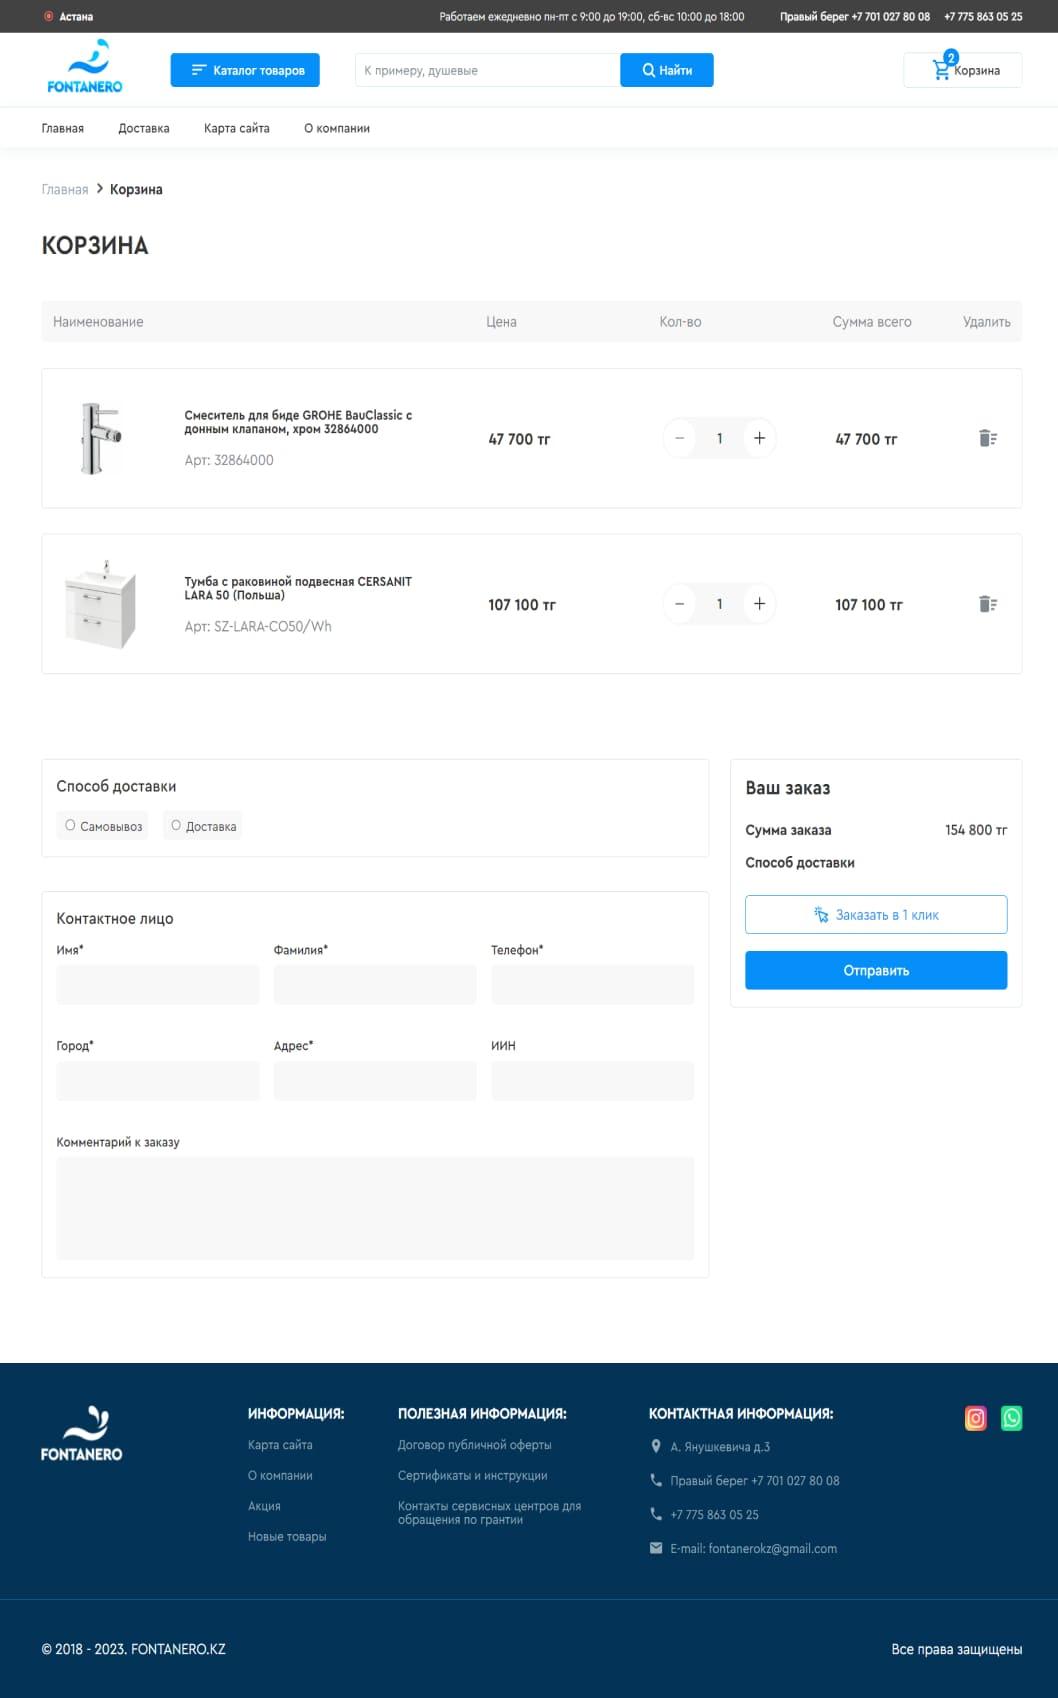 Астана
Работаем ежедневно пн-пт с 9:00 до 19:00, сб-вс 10:00 до 18:00
Правый берег +7 701 027 80 08
+7 775 863 05 25
FONTANERO
Каталог товаров
К примеру, душевые
Найти
2
Корзина
Главная
Доставка
Карта сайта
О компании
Главная
Корзина
КОРЗИНА
Наименование
Цена
Кол-во
Сумма всего
Удалить
Смеситель для биде GROHE BauClassic с
донным клапаном, хром 32864000
Арт: 32864000
47 700 тг
− 1 +
47 700 тг
Тумба с раковиной подвесная CERSANIT
LARA 50 (Польша)
Арт: SZ-LARA-CO50/Wh
107 100 тг
− 1 +
107 100 тг
Способ доставки
Самовывоз
Доставка
Контактное лицо
Имя*
Фамилия*
Телефон*
Город*
Адрес*
ИИН
Комментарий к заказу
Ваш заказ
Сумма заказа
154 800 тг
Способ доставки
Заказать в 1 клик
Отправить
FONTANERO
ИНФОРМАЦИЯ:
Карта сайта
О компании
Акция
Новые товары
ПОЛЕЗНАЯ ИНФОРМАЦИЯ:
Договор публичной оферты
Сертификаты и инструкции
Контакты сервисных центров для
обращения по грантии
КОНТАКТНАЯ ИНФОРМАЦИЯ:
А. Янушкевича д.3
Правый берег +7 701 027 80 08
+7 775 863 05 25
E-mail: fontanerokz@gmail.com
© 2018 - 2023. FONTANERO.KZ
Все права защищены